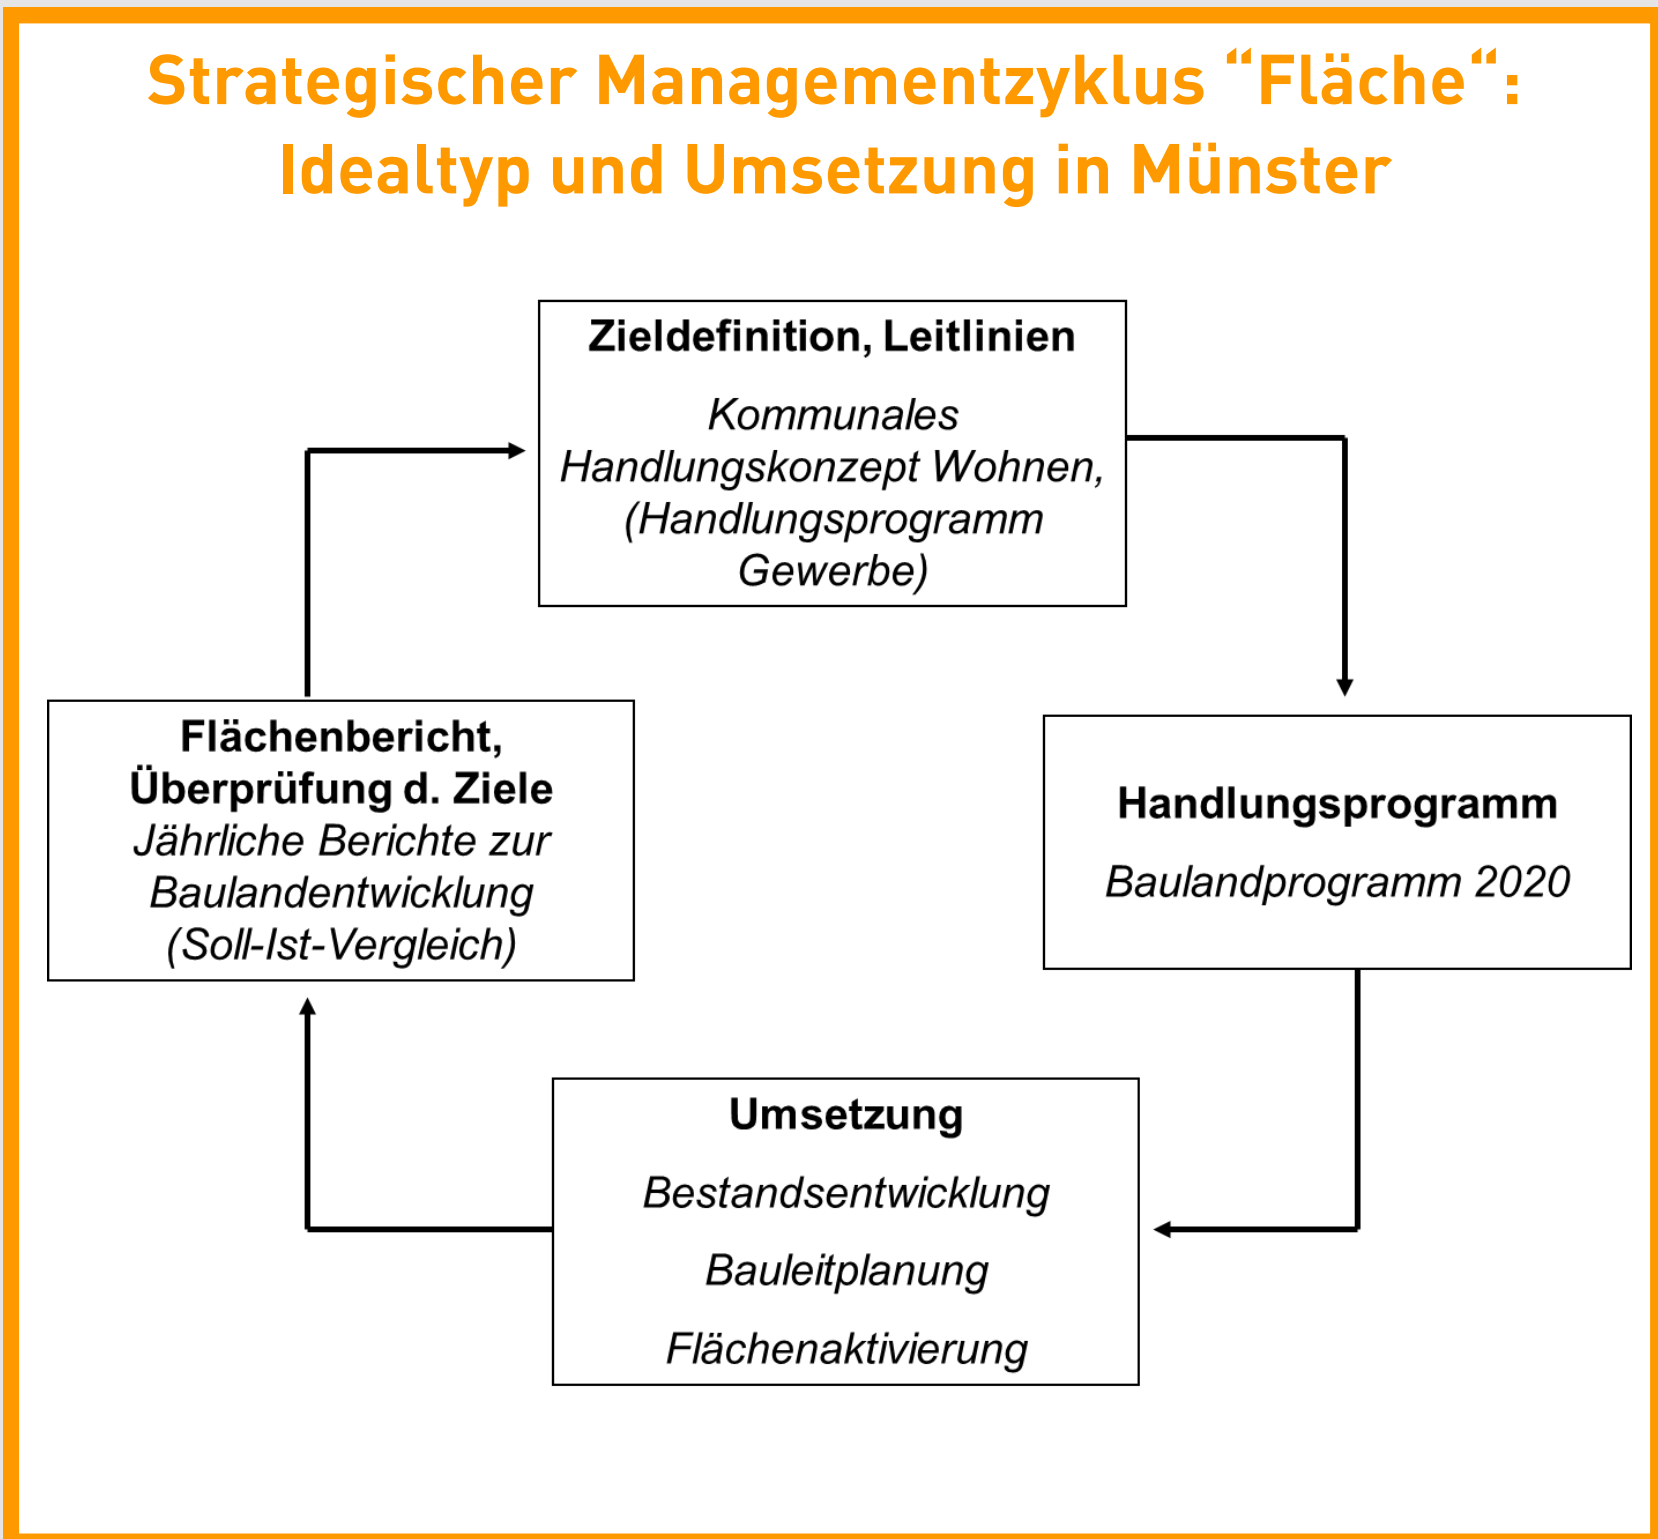 Strategischer Managementzyklus “Fläche“:
Idealtyp und Umsetzung in Münster
Zieldefinition, Leitlinien
Kommunales
Handlungskonzept Wohnen,
(Handlungsprogramm
Gewerbe)
Flächenbericht,
Überprüfung d. Ziele
Jährliche Berichte zur
Baulandentwicklung
(Soll-Ist-Vergleich)
Handlungsprogramm
Baulandprogramm 2020
Umsetzung
Bestandsentwicklung
Bauleitplanung
Flächenaktivierung